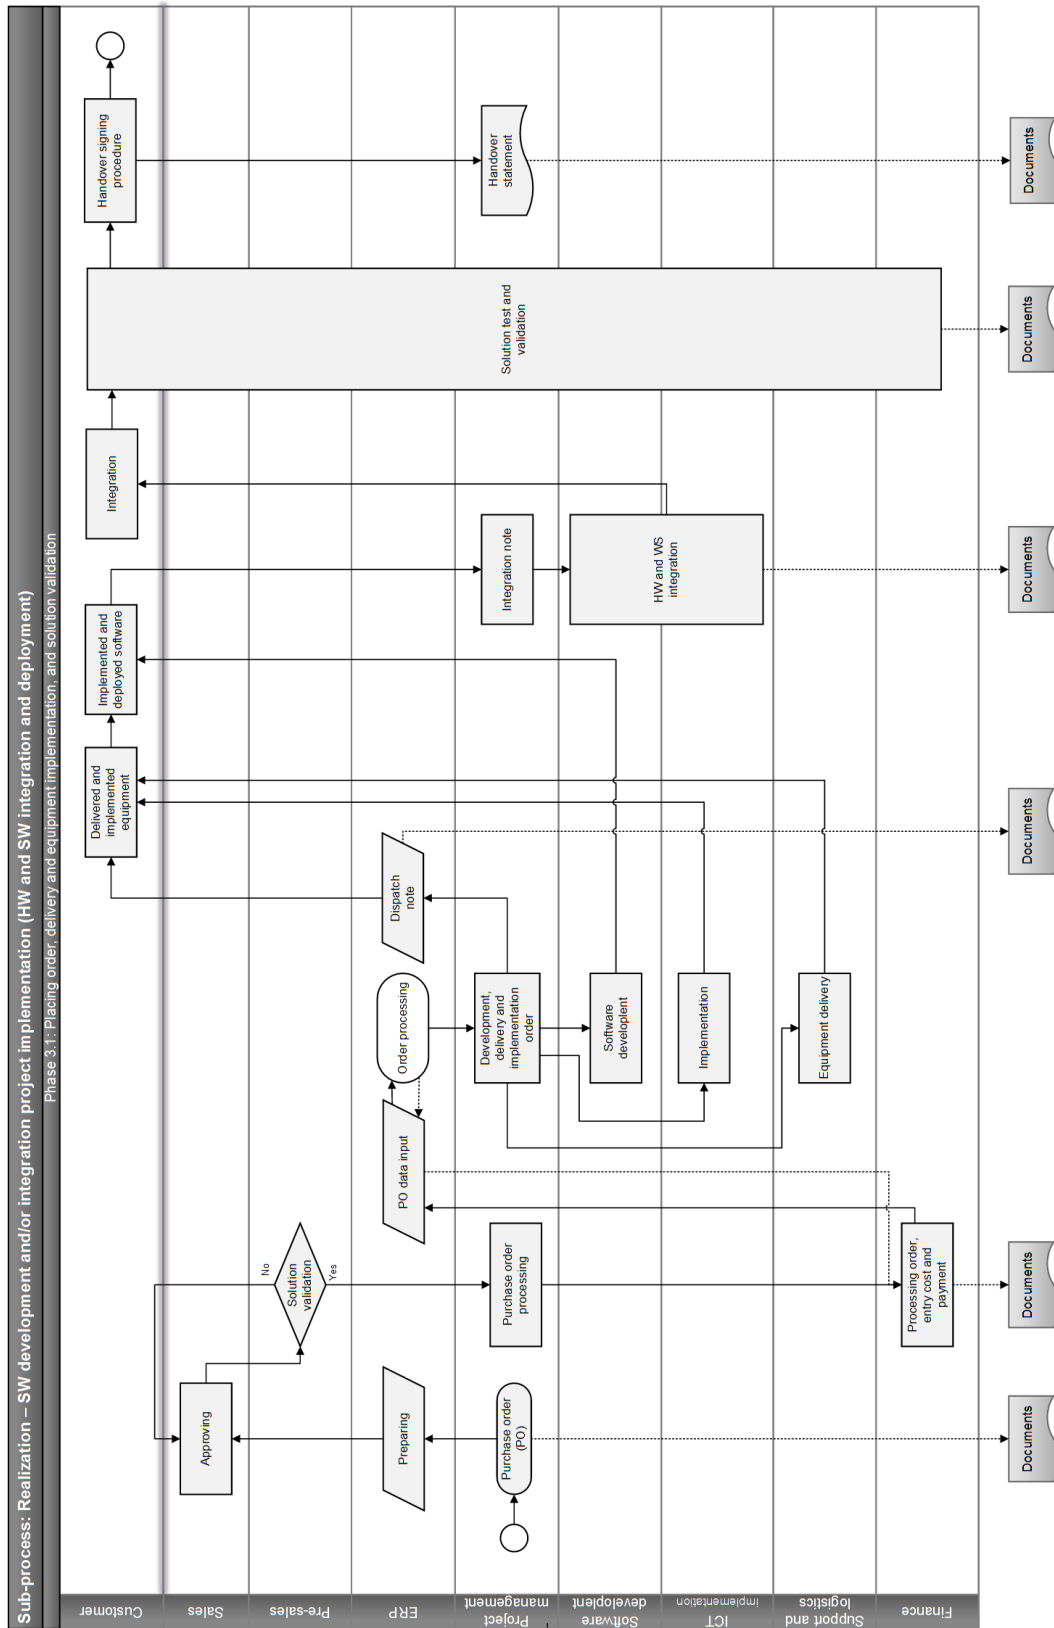 Sub-process: Realization – SW development and/or integration project implementation (HW and SW integration and deployment)
Phase 3.1: Placing order, delivery and equipment implementation, and solution validation
Customer
Sales
Pre-sales
ERP
Project
management
Software
developlent
ICT
implementation
Support and
logistics
Finance
Purchase order
(PO)
Preparing
Approving
Solution
validation
No
Yes
Purchase order
processing
Processing order,
entry cost and
payment
PO data input
Order processing
Development,
delivery and
implementation
order
Software
developlent
Implementation
Equipment delivery
Dispatch
note
Delivered and
implemented
equipment
Implemented and
deployed software
Integration note
HW and WS
integration
Integration
Solution test and
validation
Handover signing
procedure
Handover
statement
Documents
Documents
Documents
Documents
Documents
Documents